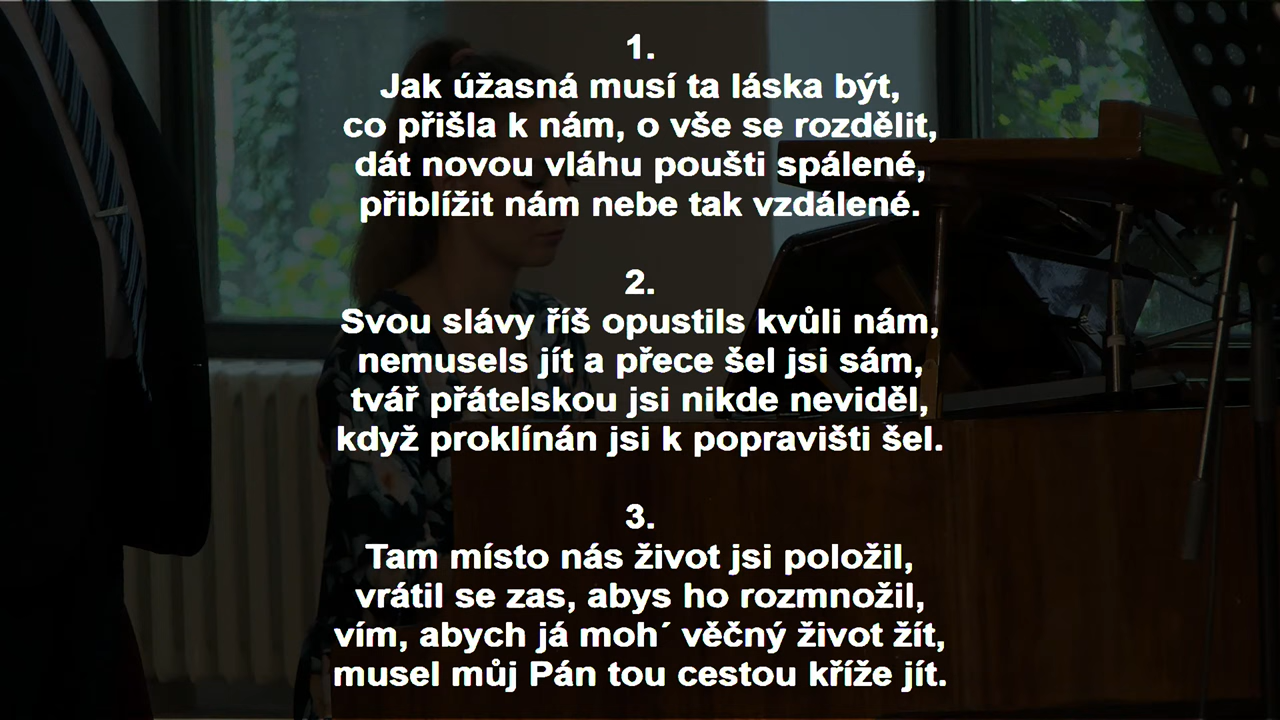 1.
Jak úžasná musí ta láska být,
co přišla k nám, o vše se rozdělit,
dát novou vláhu poušti spálené,
přiblížit nám nebe tak vzdálené.
2.
Svou slávy říš opustils kvůli nám,
nemusels jít a přece šel jsi sám,
tvář přátelskou jsi nikde neviděl,
když proklínán jsi k popravišti šel.
3.
Tam místo nás život jsi položil,
vrátil se zas, abys ho rozmnožil,
vím, abych já moh´ věčný život žít,
musel můj Pán tou cestou kříže jít.